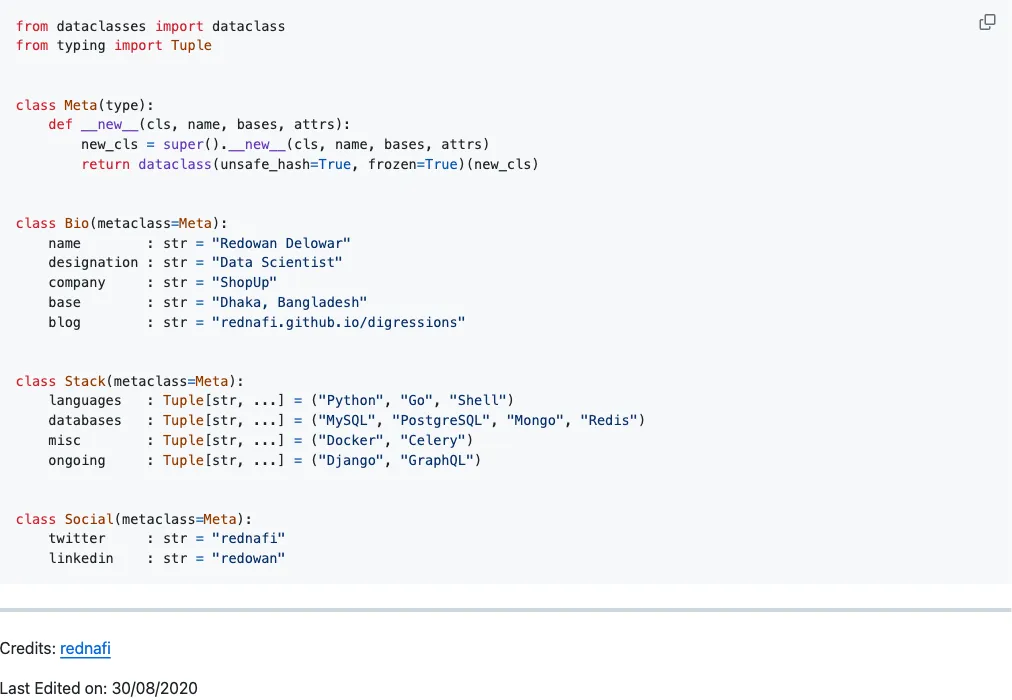 from dataclasses import dataclass
from typing import Tuple
class Meta(type):
    def __new__(cls, name, bases, attrs):
        new_cls = super().__new__(cls, name, bases, attrs)
        return dataclass(unsafe_hash=True, frozen=True)(new_cls)
class Bio(metaclass=Meta):
    name        : str = "Redowan Delowar"
    designation : str = "Data Scientist"
    company     : str = "ShopUp"
    base        : str = "Dhaka, Bangladesh"
    blog        : str = "rednafi.github.io/digressions"
class Stack(metaclass=Meta):
    languages   : Tuple[str, ...] = ("Python", "Go", "Shell")
    databases   : Tuple[str, ...] = ("MySQL", "PostgreSQL", "Mongo", "Redis")
    misc        : Tuple[str, ...] = ("Docker", "Celery")
    ongoing     : Tuple[str, ...] = ("Django", "GraphQL")
class Social(metaclass=Meta):
    twitter     : str = "rednafi"
    linkedin    : str = "redowan"
Credits: rednafi
Last Edited on: 30/08/2020